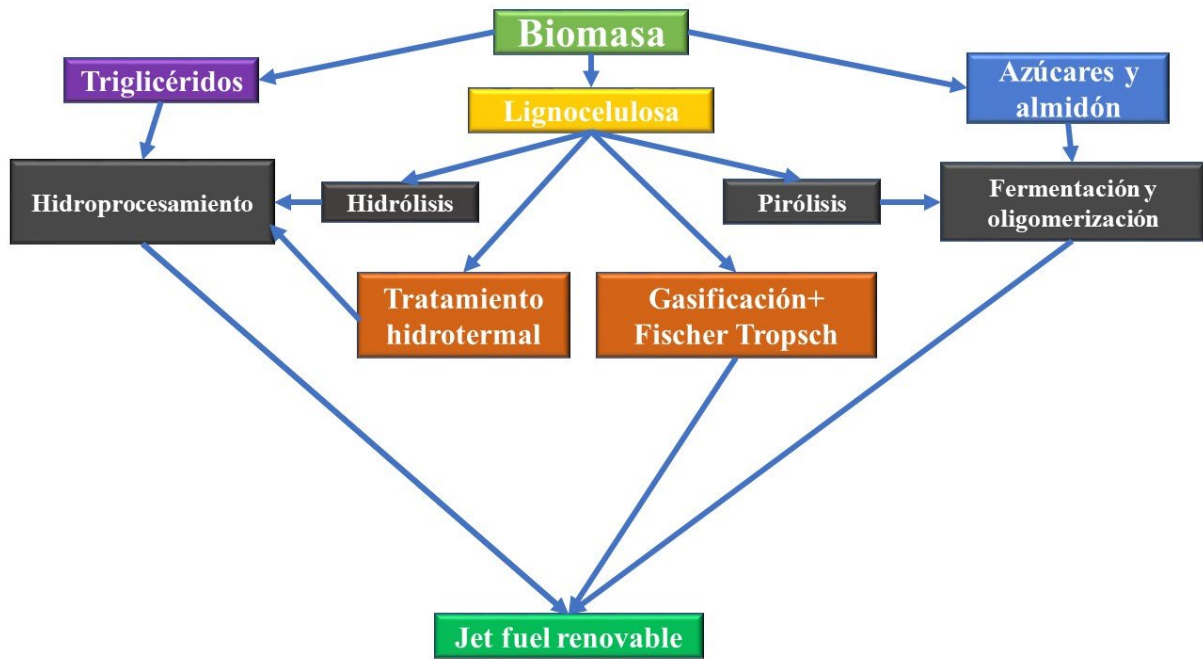 Biomasa
Triglicéridos
Lignocelulosa
Azúcares y
almidón
Hidroprocesamiento
Hidrólisis
Pirólisis
Fermentación y
oligomerización
Tratamiento
hidrotermal
Gasificación+
Fischer Tropsch
Jet fuel renovable